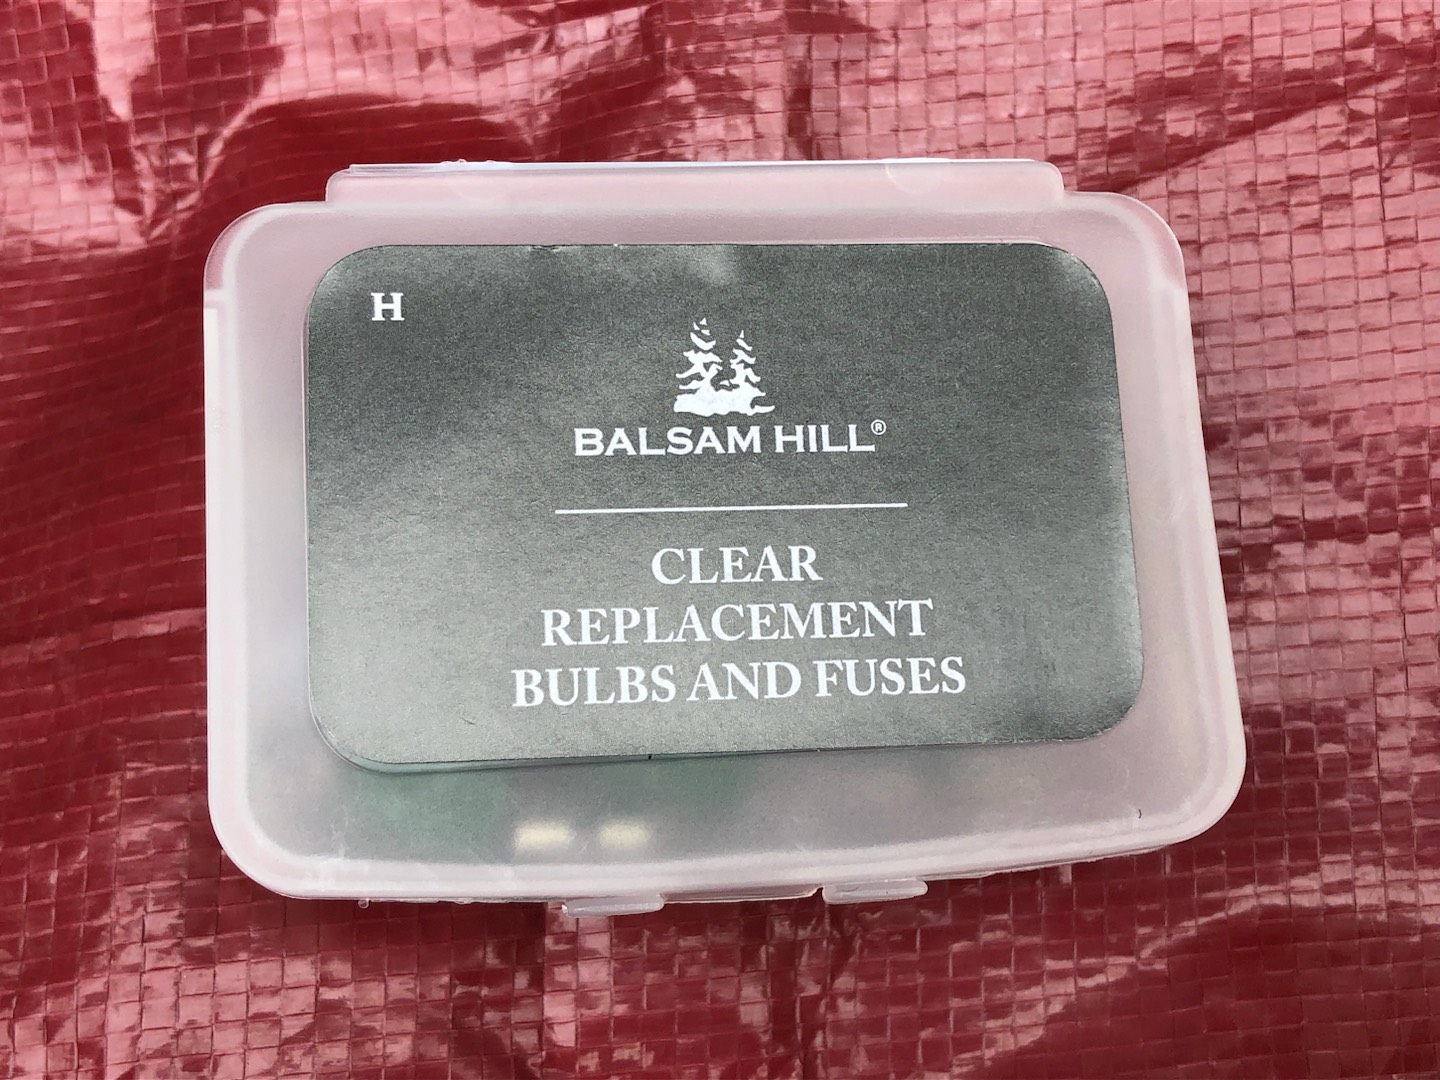 H
BALSAM HILL®
CLEAR
REPLACEMENT
BULBS AND FUSES